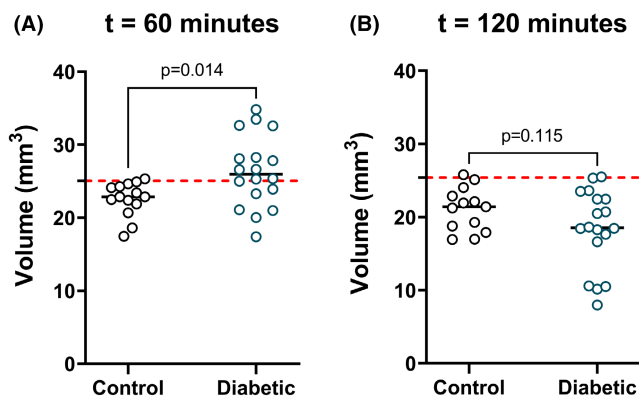 (A) t = 60 minutes
Volume (mm³)
40
30
20
10
0
p=0.014
Control Diabetic
(B) t = 120 minutes
Volume (mm³)
40
30
20
10
0
p=0.115
Control Diabetic